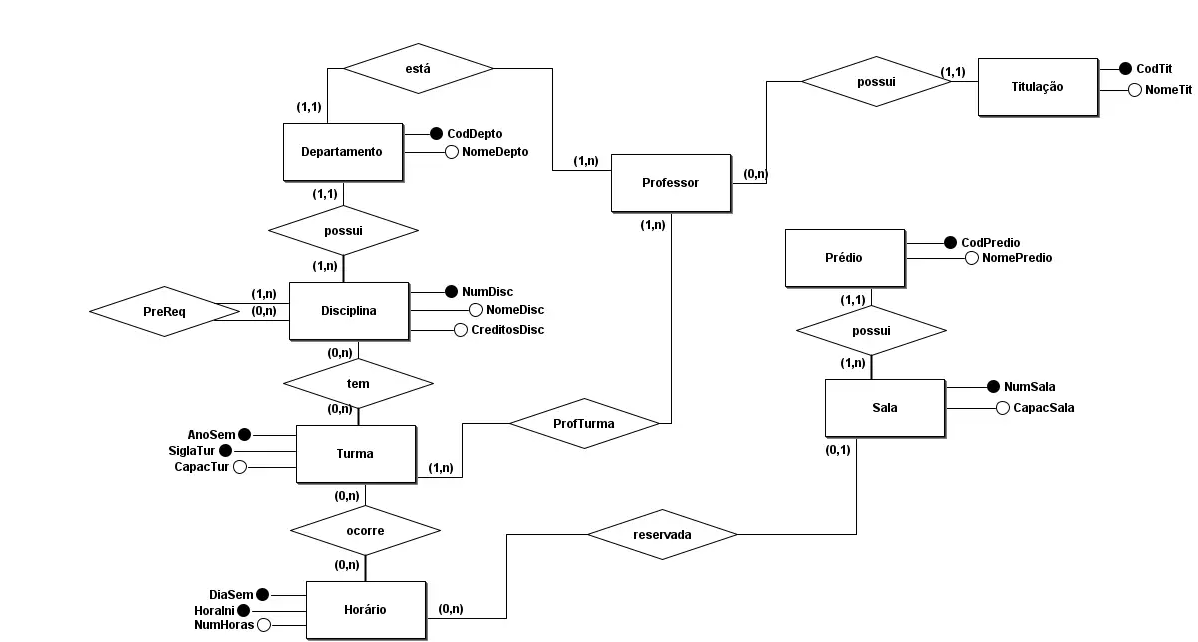 está
possui
(1,1)
Titulação
CodTit
NomeTit
(1,1)
Departamento
CodDepto
NomeDepto
(1,n)
Professor
(0,n)
(1,1)
(1,n)
possui
Prédio
CodPredio
NomePredio
(1,n)
(1,1)
PreReq
(1,n)
(0,n)
Disciplina
NumDisc
NomeDisc
CreditosDisc
possui
(0,n)
(1,n)
tem
Sala
NumSala
CapacSala
(0,n)
ProfTurma
AnoSem
SiglaTur
CapacTur
Turma
(1,n)
(0,1)
(0,n)
ocorre
reservada
(0,n)
DiaSem
HoraIni
NumHoras
Horário
(0,n)